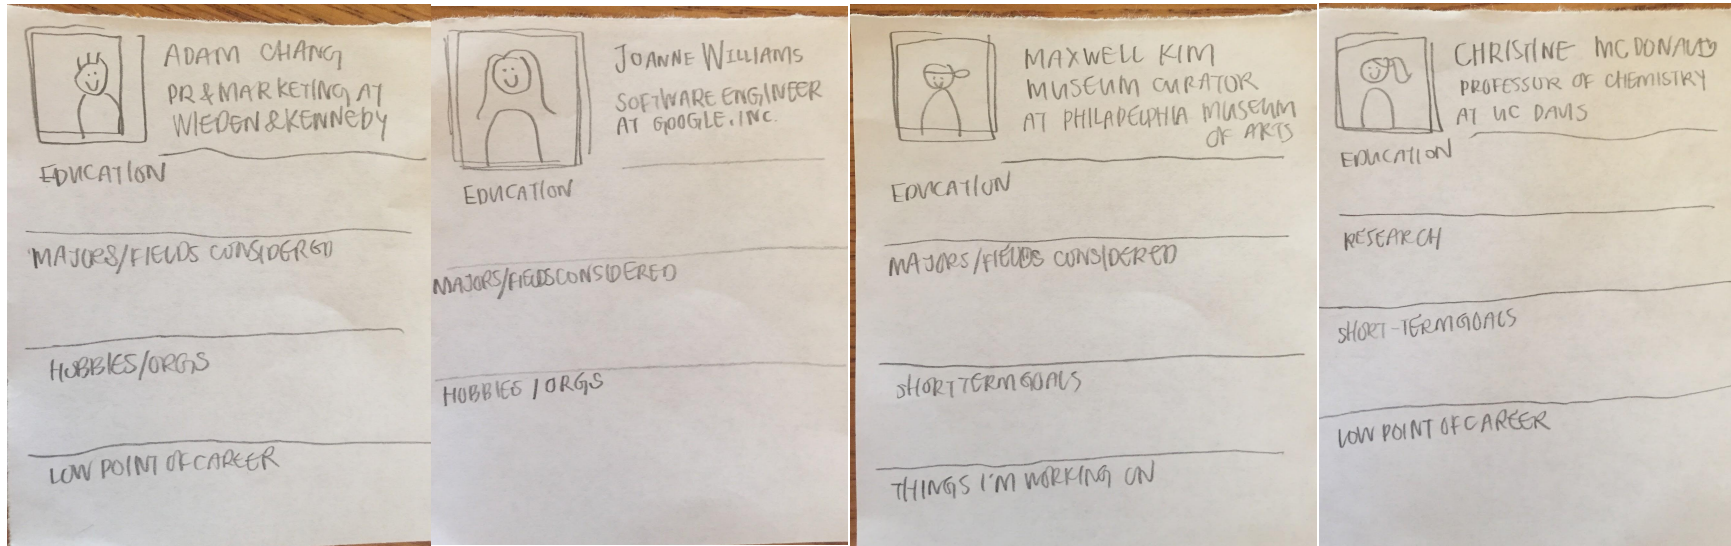 ADAM CHANG
PR & MARKETING AT
WIEDEN & KENNEDY
EDUCATION
MAJORS/FIELDS CONSIDERED
HOBBIES/ORGS
LOW POINT OF CAREER
JOANNE WILLIAMS
SOFTWARE ENGINEER
AT GOOGLE, INC.
EDUCATION
MAJORS/FIELDS CONSIDERED
HOBBIES / ORGS
MAXWELL KIM
MUSEUM CURATOR
AT PHILADELPHIA MUSEUM
OF ARTS
EDUCATION
MAJORS/FIELDS CONSIDERED
SHORT TERM GOALS
THINGS I'M WORKING ON
CHRISTINE MCDONALD
PROFESSOR OF CHEMISTRY
AT UC DAVIS
EDUCATION
RESEARCH
SHORT-TERM GOALS
LOW POINT OF CAREER